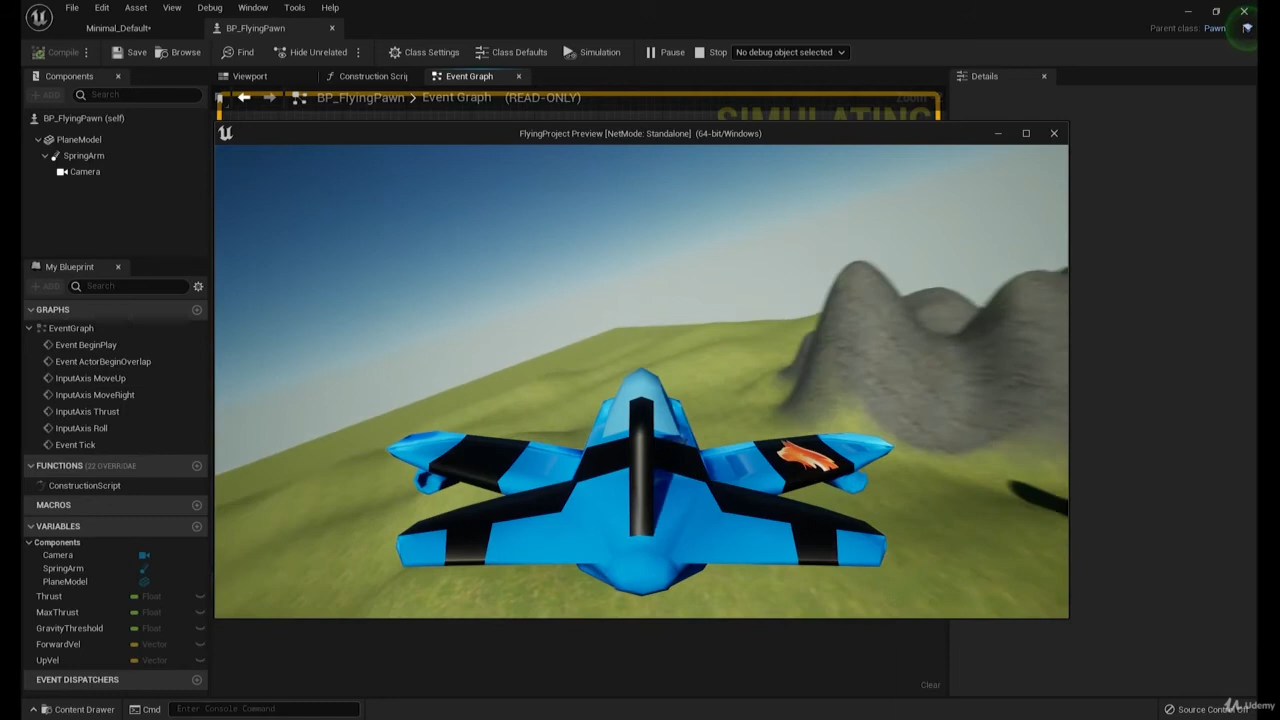 File Edit Asset View Debug Window Tools Help
Minimal_Default* BP_FlyingPawn Parent class: Pawn
Compile Save Browse Find Hide Unrelated Class Settings Class Defaults Simulation Pause Stop No debug object selected
Components Viewport Construction Scrip Event Graph Details
ADD Search BP_FlyingPawn Event Graph (READ-ONLY) Zoom
BP_FlyingPawn (self) SIMULATING
FlyingProject Preview [NetMode: Standalone] (64-bit/Windows)
PlaneModel
SpringArm
Camera
My Blueprint
ADD Search
GRAPHS
EventGraph
Event BeginPlay
Event ActorBeginOverlap
InputAxis MoveUp
InputAxis MoveRight
InputAxis Thrust
InputAxis Roll
Event Tick
FUNCTIONS (22 OVERRIDAE
ConstructionScript
MACROS
VARIABLES
Components
Camera
SpringArm
PlaneModel
Thrust Float
MaxThrust Float
GravityThreshold Float
ForwardVel Vector
UpVel Vector
EVENT DISPATCHERS Clear
Content Drawer Cmd Enter Console Command Source Control Off
Udemy